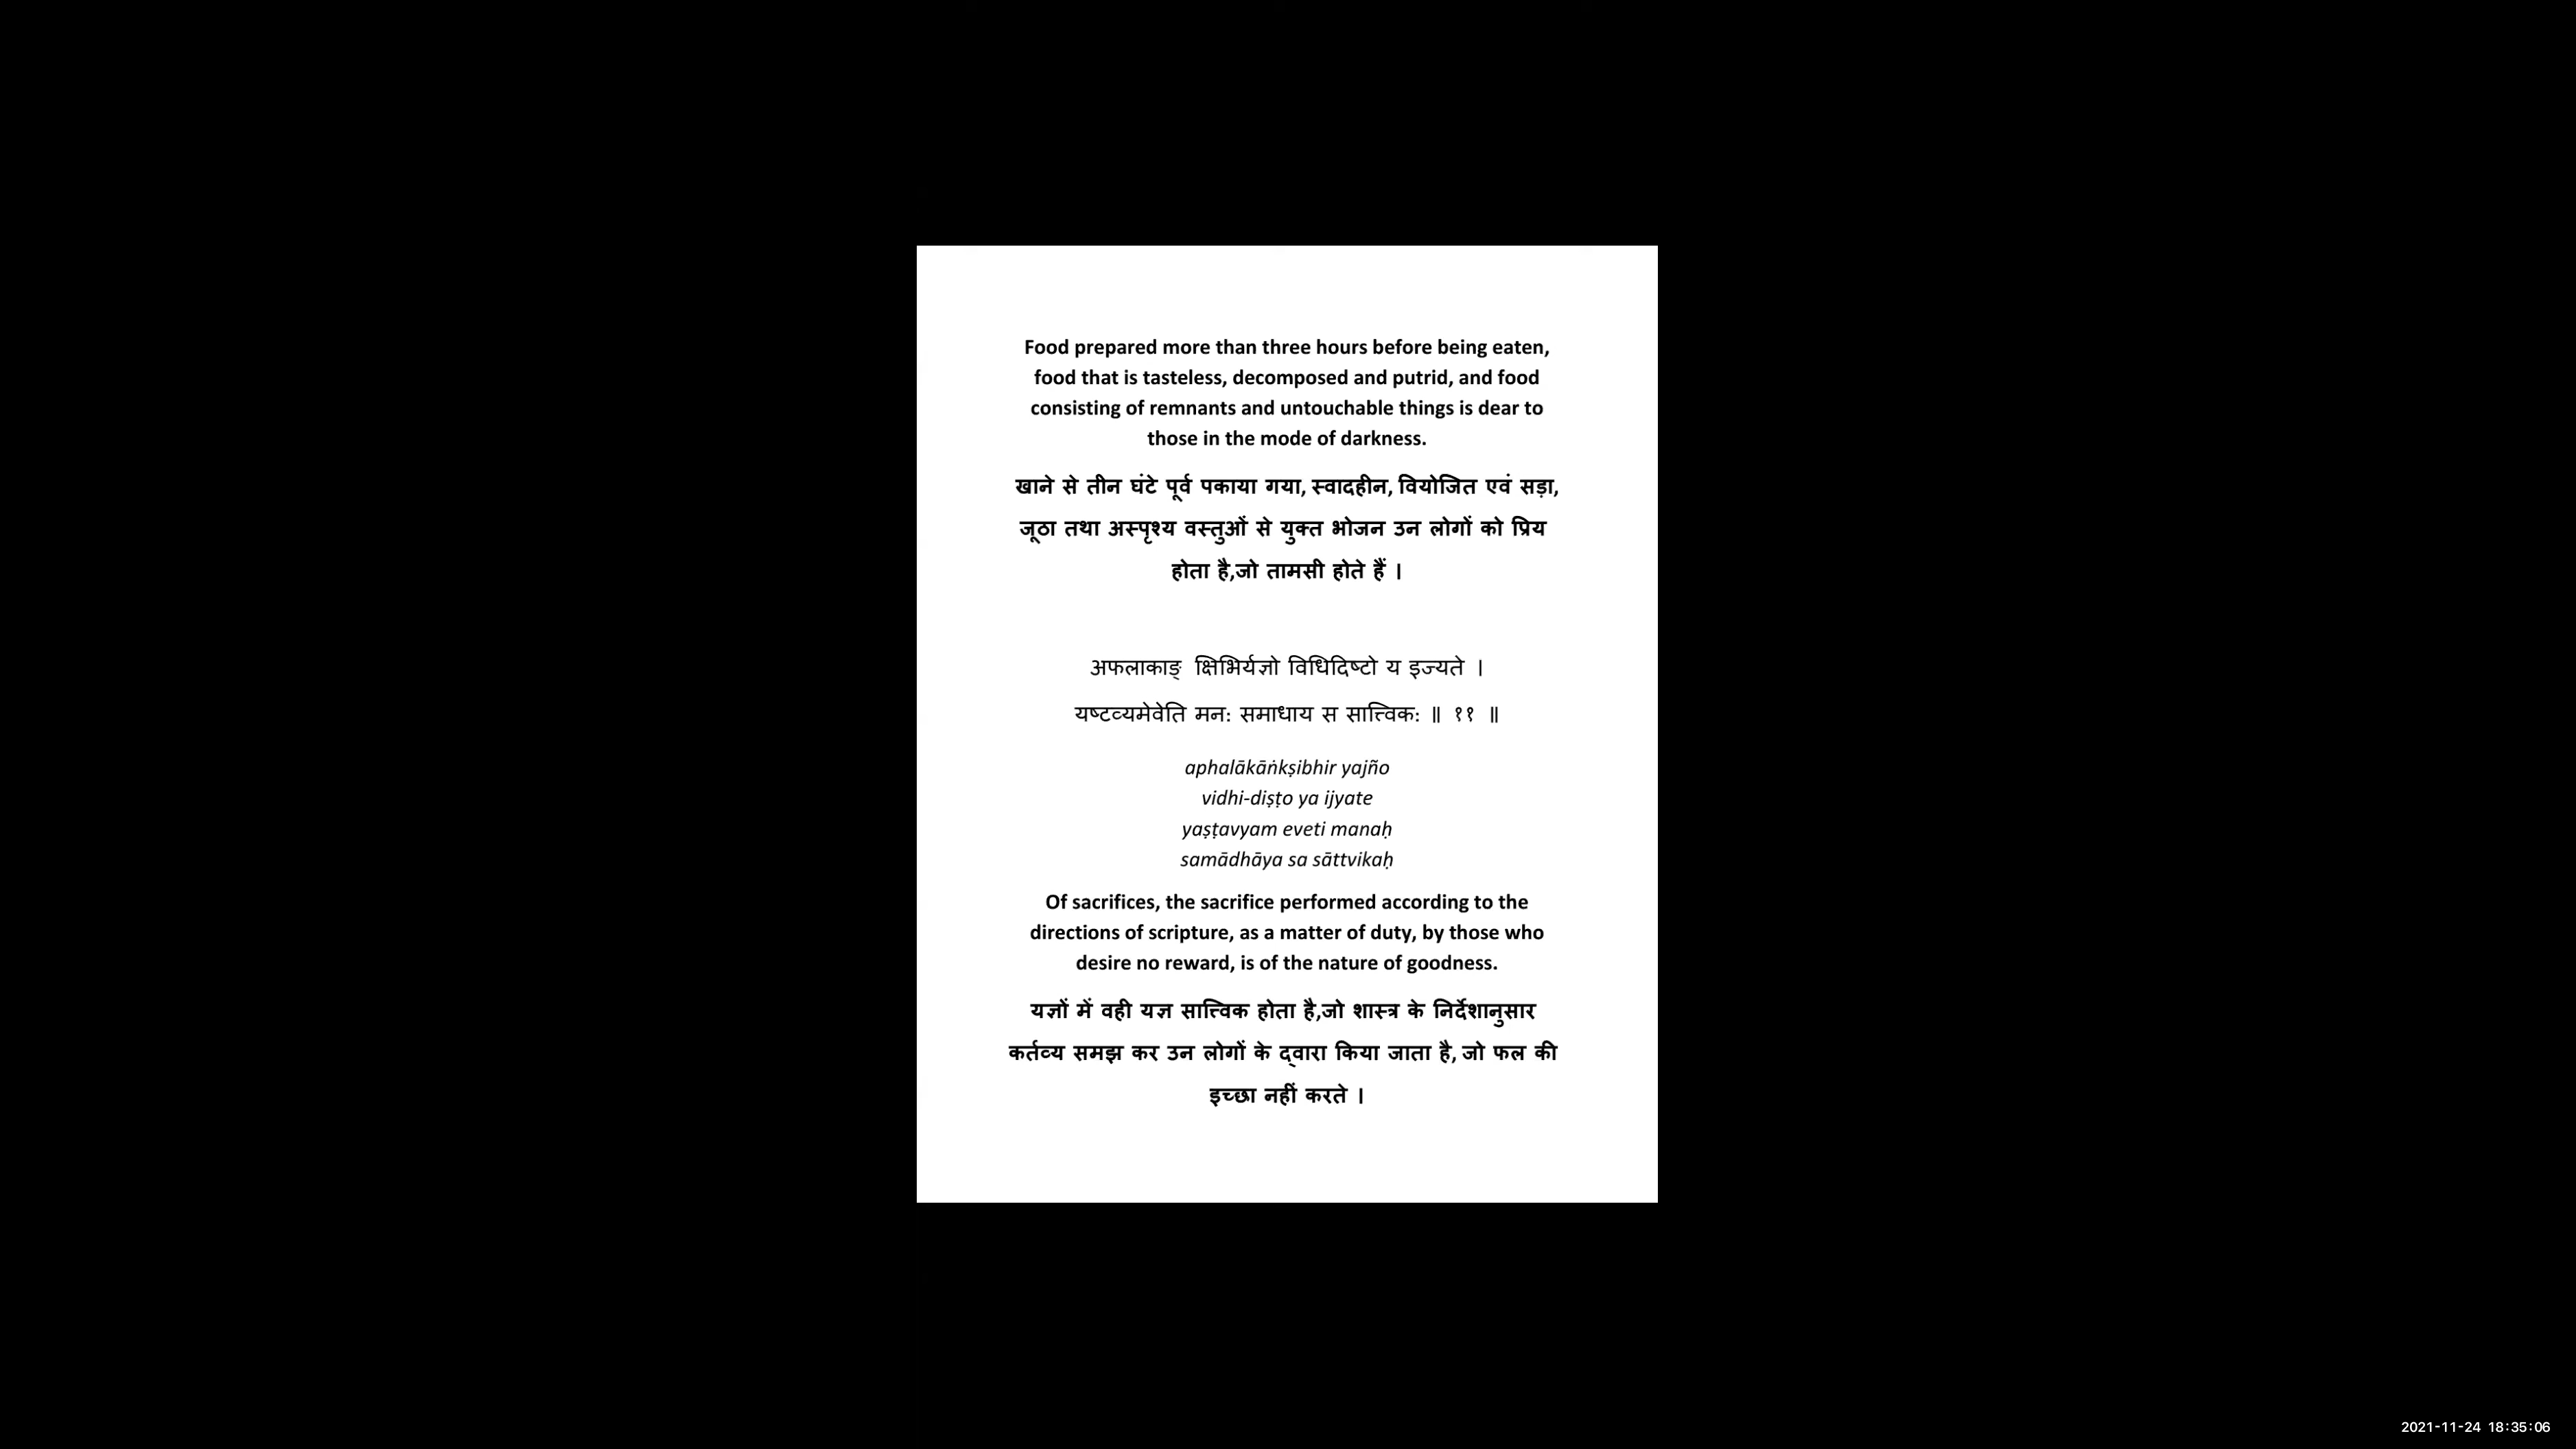 Food prepared more than three hours before being eaten,
food that is tasteless, decomposed and putrid, and food
consisting of remnants and untouchable things is dear to
those in the mode of darkness.
खाने से तीन घंटे पूर्व पकाया गया, स्वादहीन, वियोजित एवं सड़ा,
जूठा तथा अस्पृश्य वस्तुओं से युक्त भोजन उन लोगों को प्रिय
होता है,जो तामसी होते हैं ।
अफलाकाङ् क्षिभिर्यज्ञो विधिदिष्टो य इज्यते ।
यष्टव्यमेवेति मनः समाधाय स सात्त्विकः ॥ ११ ॥
aphalākāṅkṣibhir yajño
vidhi-diṣṭo ya ijyate
yaṣṭavyam eveti manaḥ
samādhāya sa sāttvikaḥ
Of sacrifices, the sacrifice performed according to the
directions of scripture, as a matter of duty, by those who
desire no reward, is of the nature of goodness.
यज्ञों में वही यज्ञ सात्त्विक होता है,जो शास्त्र के निर्देशानुसार
कर्तव्य समझ कर उन लोगों के द्वारा किया जाता है, जो फल की
इच्छा नहीं करते ।
2021-11-24 18:35:06